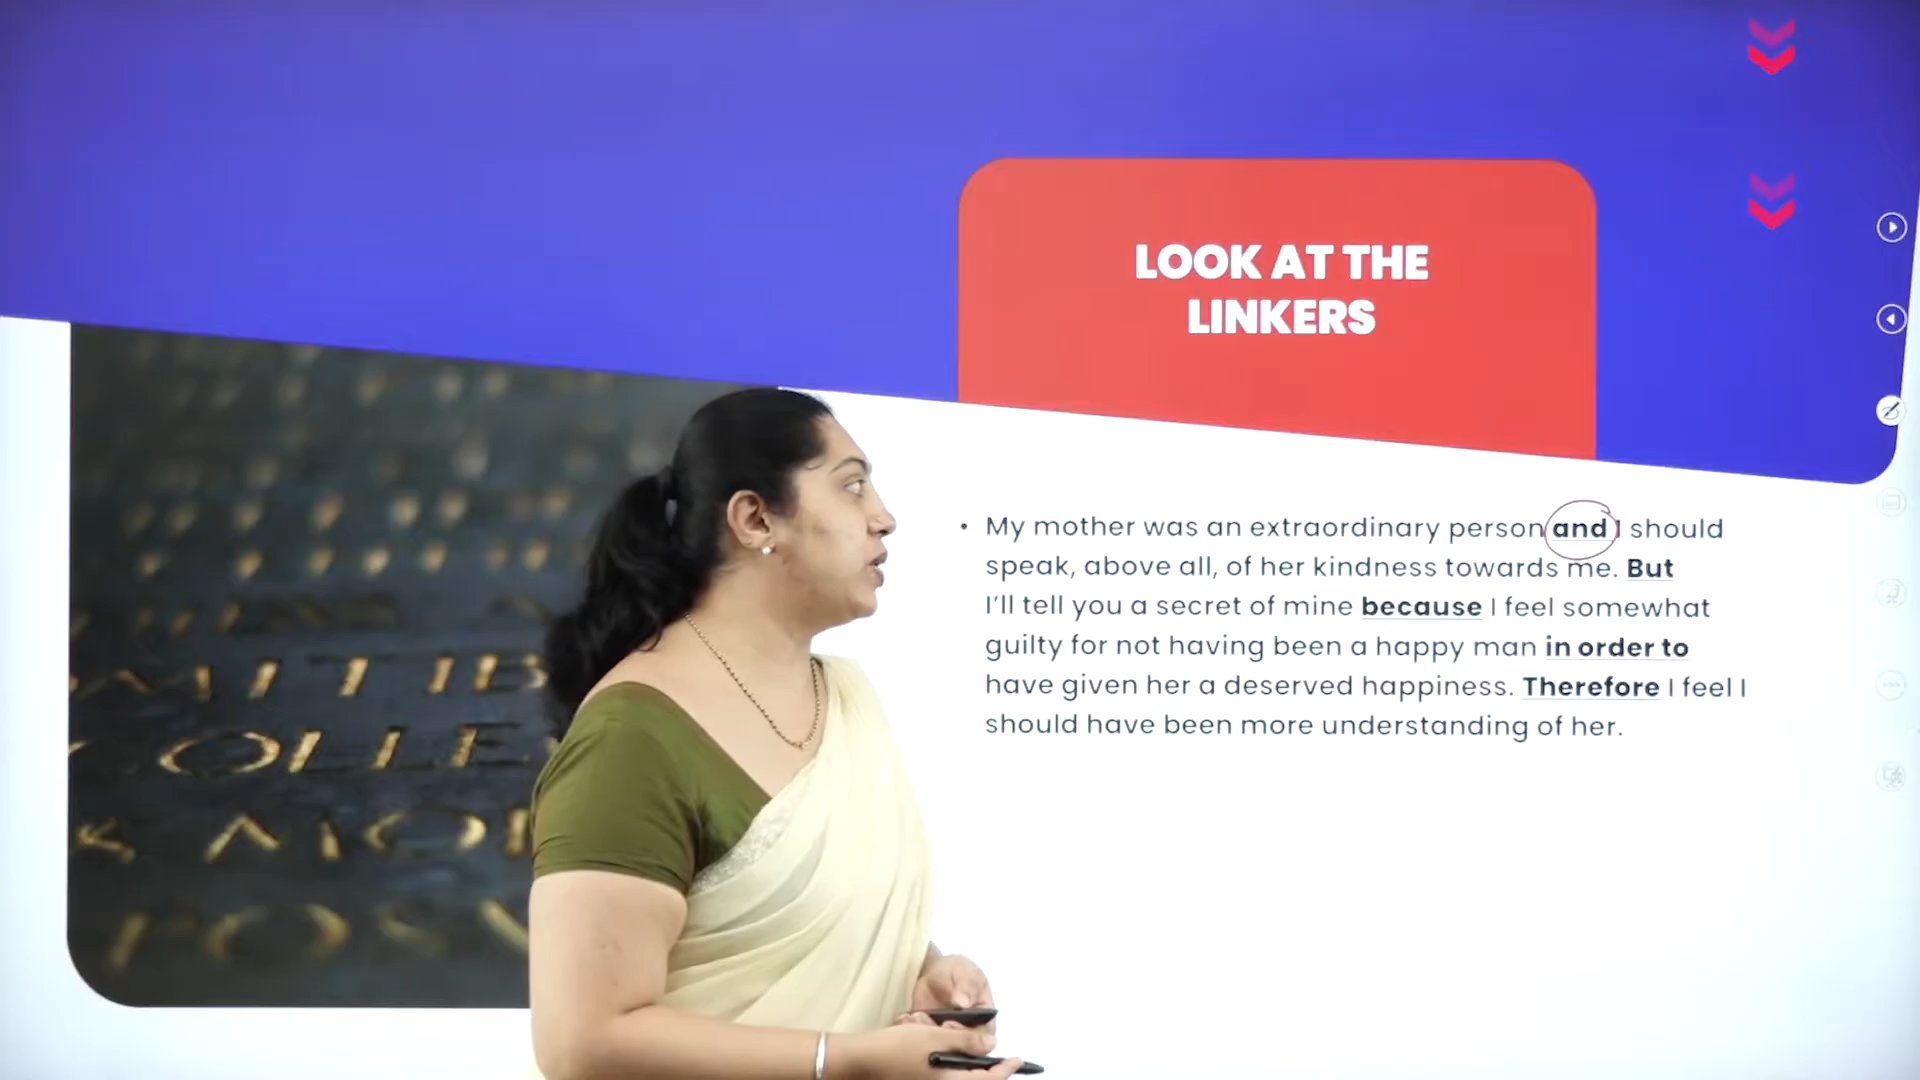 LOOK AT THE
LINKERS
• My mother was an extraordinary person and I should
speak, above all, of her kindness towards me. But
I'll tell you a secret of mine because I feel somewhat
guilty for not having been a happy man in order to
have given her a deserved happiness. Therefore I feel I
should have been more understanding of her.